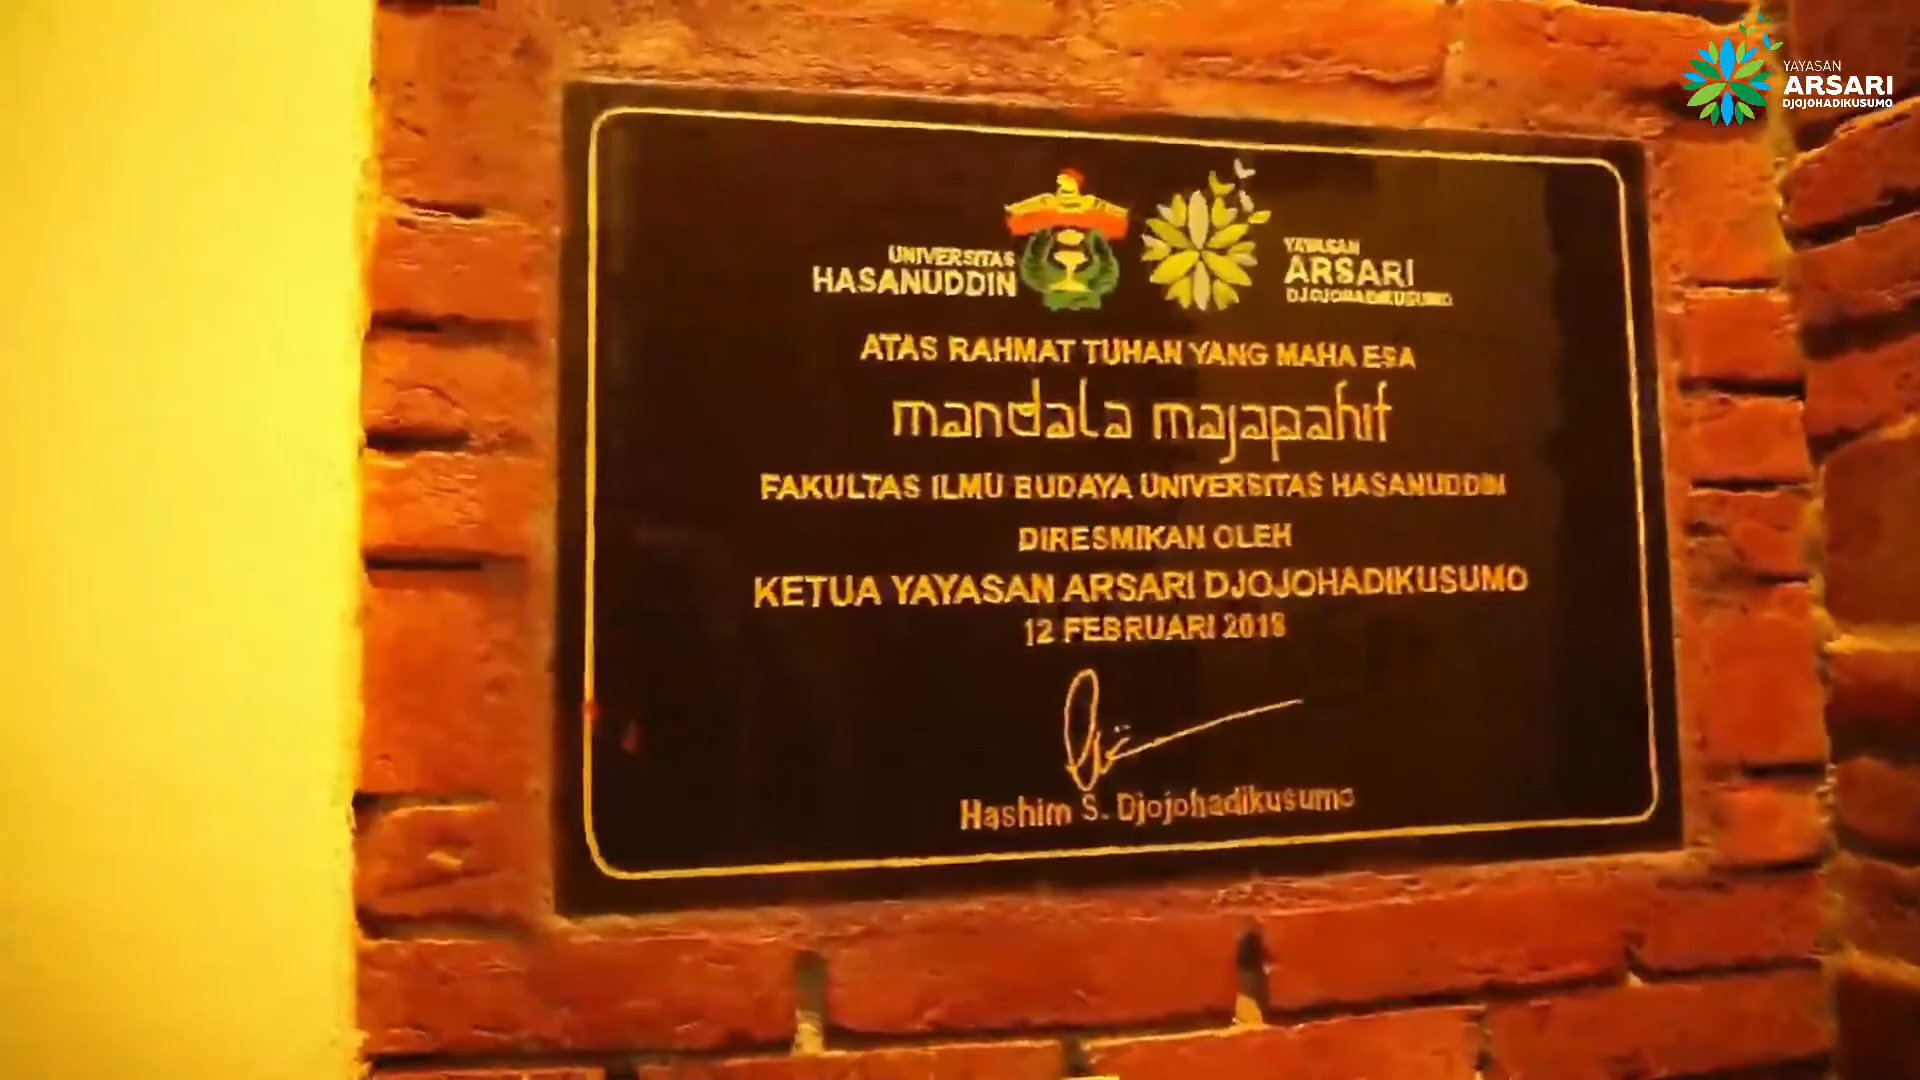 YAYASAN
ARSARI
DJOJOHADIKUSUMO
UNIVERSITAS
HASANUDDIN
YAYASAN
ARSARI
DJOJOHADIKUSUMO
ATAS RAHMAT TUHAN YANG MAHA ESA
mandala majapahit
FAKULTAS ILMU BUDAYA UNIVERSITAS HASANUDDIN
DIRESMIKAN OLEH
KETUA YAYASAN ARSARI DJOJOHADIKUSUMO
12 FEBRUARI 2018
Hashim S. Djojohadikusumo